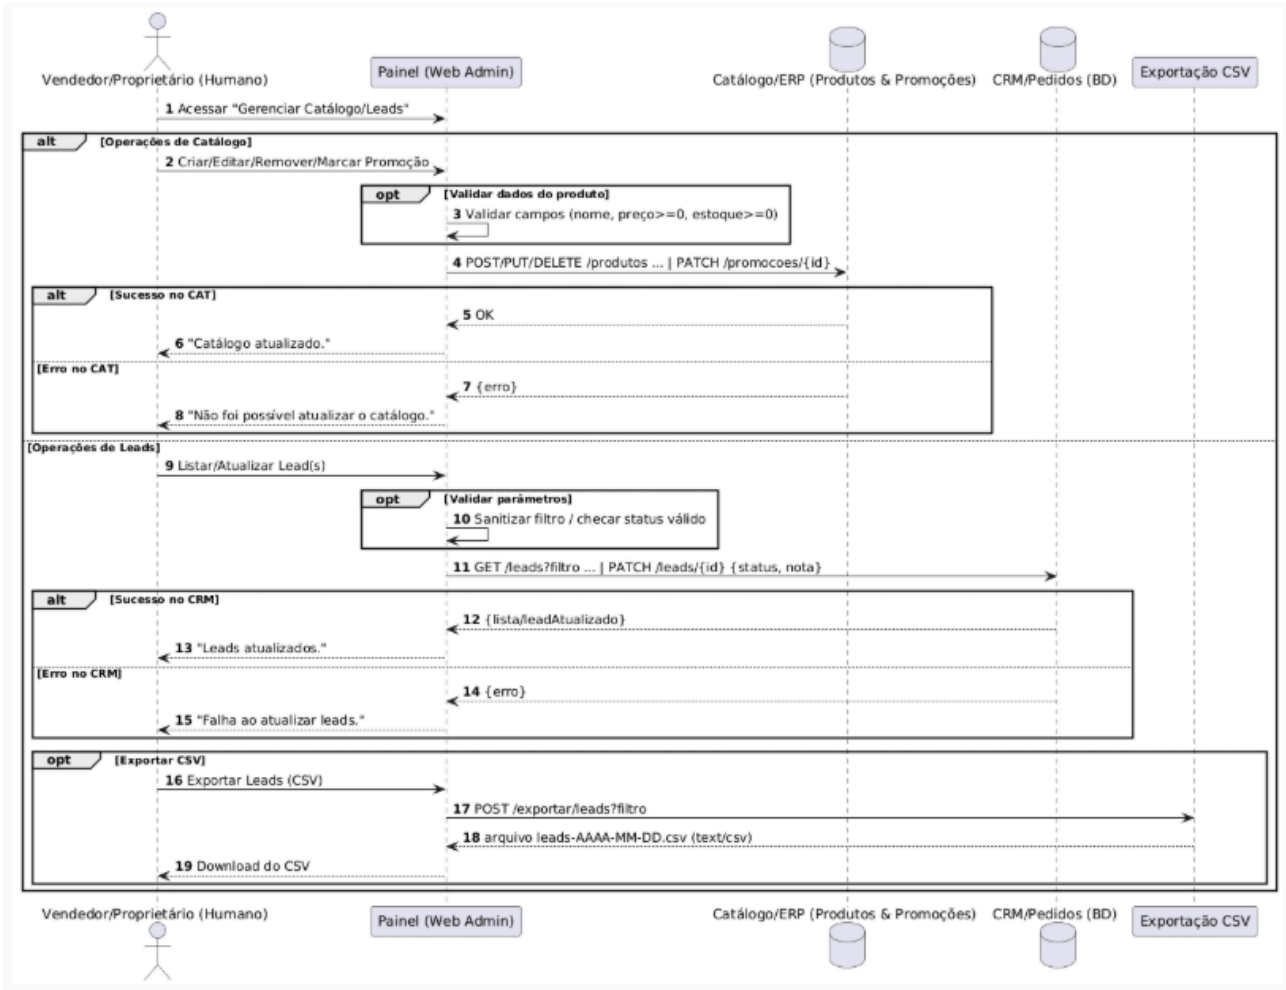 Vendedor/Proprietário (Humano)
Painel (Web Admin)
Catálogo/ERP (Produtos & Promoções)
CRM/Pedidos (BD)
Exportação CSV
1 Acessar "Gerenciar Catálogo/Leads"
alt
[Operações de Catálogo]
2 Criar/Editar/Remover/Marcar Promoção
opt
[Validar dados do produto]
3 Validar campos (nome, preço>=0, estoque>=0)
4 POST/PUT/DELETE /produtos ... | PATCH /promocoes/{id}
alt
[Sucesso no CAT]
5 OK
6 "Catálogo atualizado."
[Erro no CAT]
7 {erro}
8 "Não foi possível atualizar o catálogo."
[Operações de Leads]
9 Listar/Atualizar Lead(s)
opt
[Validar parâmetros]
10 Sanitizar filtro / checar status válido
11 GET /leads?filtro ... | PATCH /leads/{id} {status, nota}
alt
[Sucesso no CRM]
12 {lista/leadAtualizado}
13 "Leads atualizados."
[Erro no CRM]
14 {erro}
15 "Falha ao atualizar leads."
opt
[Exportar CSV]
16 Exportar Leads (CSV)
17 POST /exportar/leads?filtro
18 arquivo leads-AAAA-MM-DD.csv (text/csv)
19 Download do CSV
Vendedor/Proprietário (Humano)
Painel (Web Admin)
Catálogo/ERP (Produtos & Promoções)
CRM/Pedidos (BD)
Exportação CSV